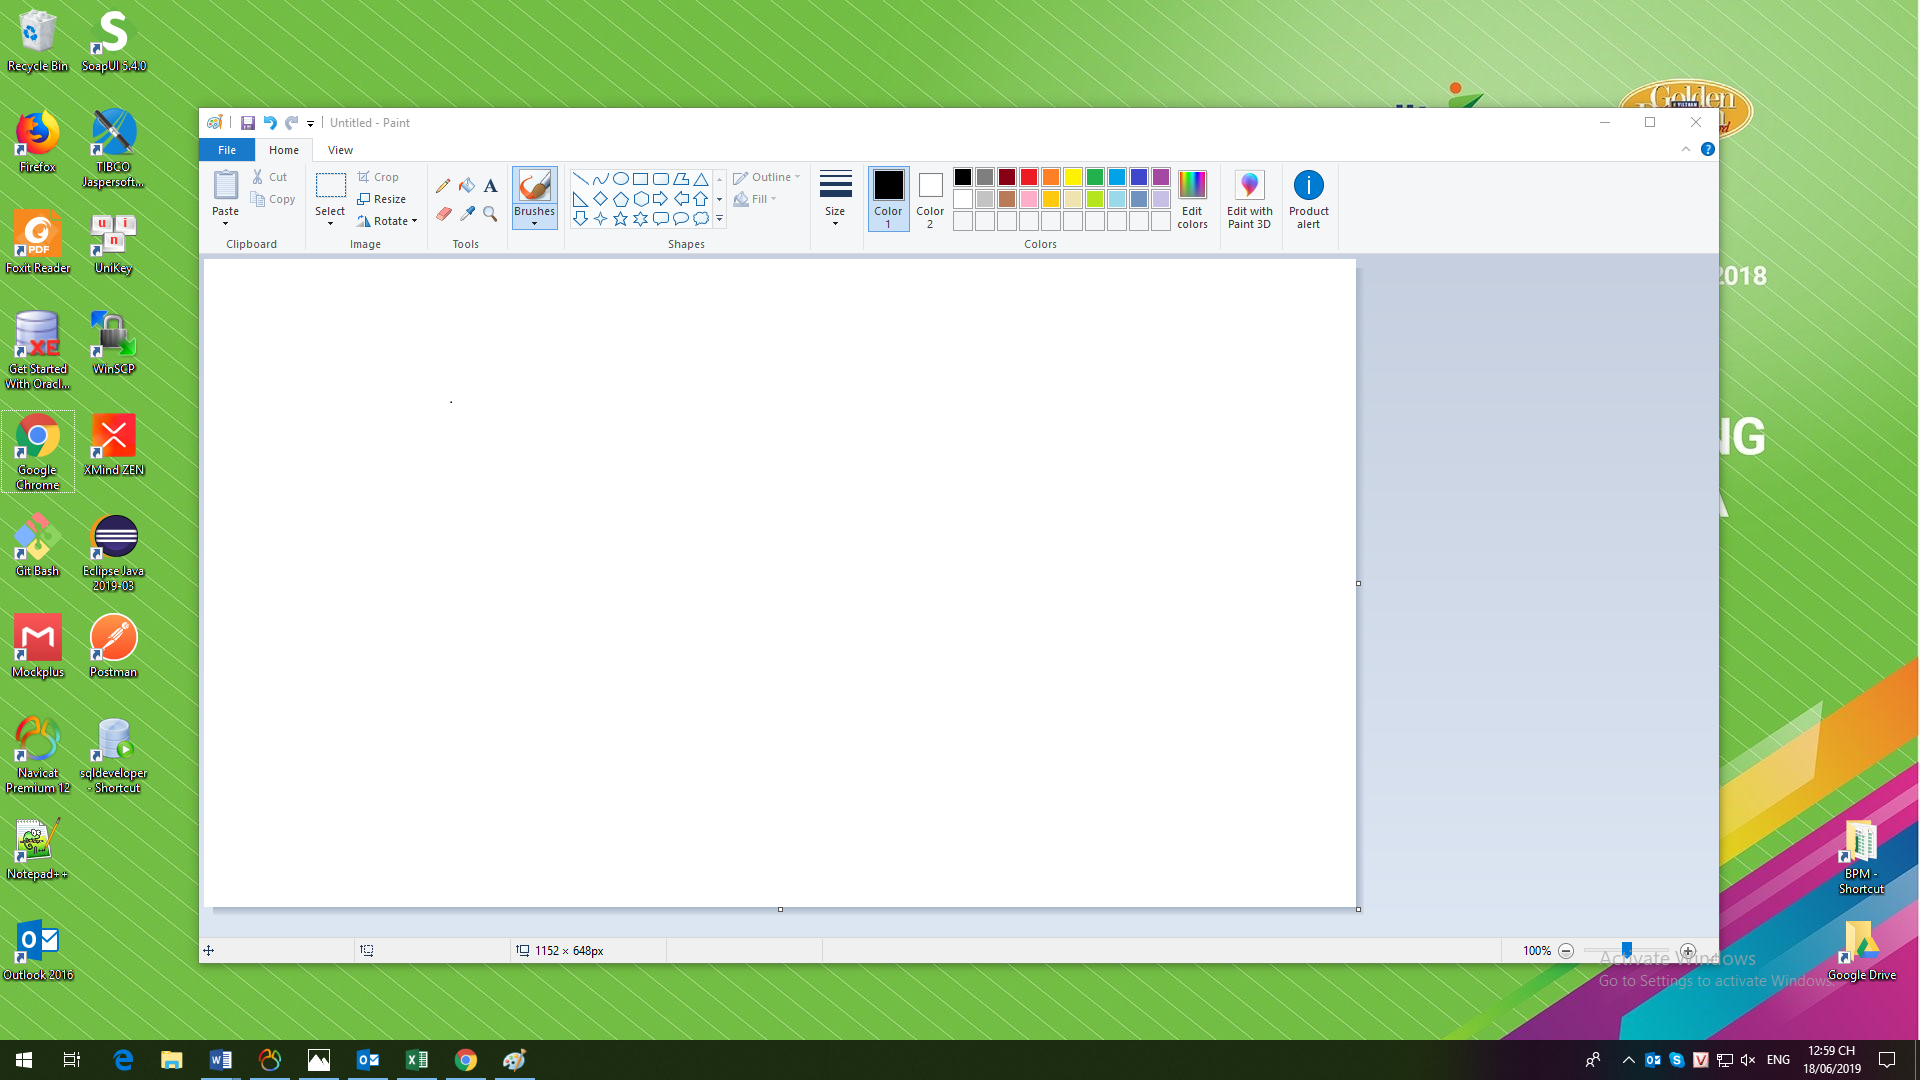 Recycle Bin
SoapUI 5.4.0
Firefox
TIBCO
Jaspersoft...
PDF
Foxit Reader
u n i
UniKey
XE
Get Started
With Oracl...
WinSCP
Google
Chrome
XMind ZEN
Git Bash
Eclipse Java
2019-03
Mockplus
Postman
Navicat
Premium 12
sqldeveloper
- Shortcut
Notepad++
Outlook 2016
Untitled - Paint
File
Home
View
Paste
Cut
Copy
Clipboard
Select
Crop
Resize
Rotate
Image
A
Tools
Brushes
Outline
Fill
Shapes
Size
Color
1
Color
2
Edit
colors
Colors
Edit with
Paint 3D
Product
alert
1152 × 648px
100%
Golden
2018
NG
A
BPM -
Shortcut
Google Drive
Activate Windows
Go to Settings to activate Windows.
ENG
12:59 CH
18/06/2019